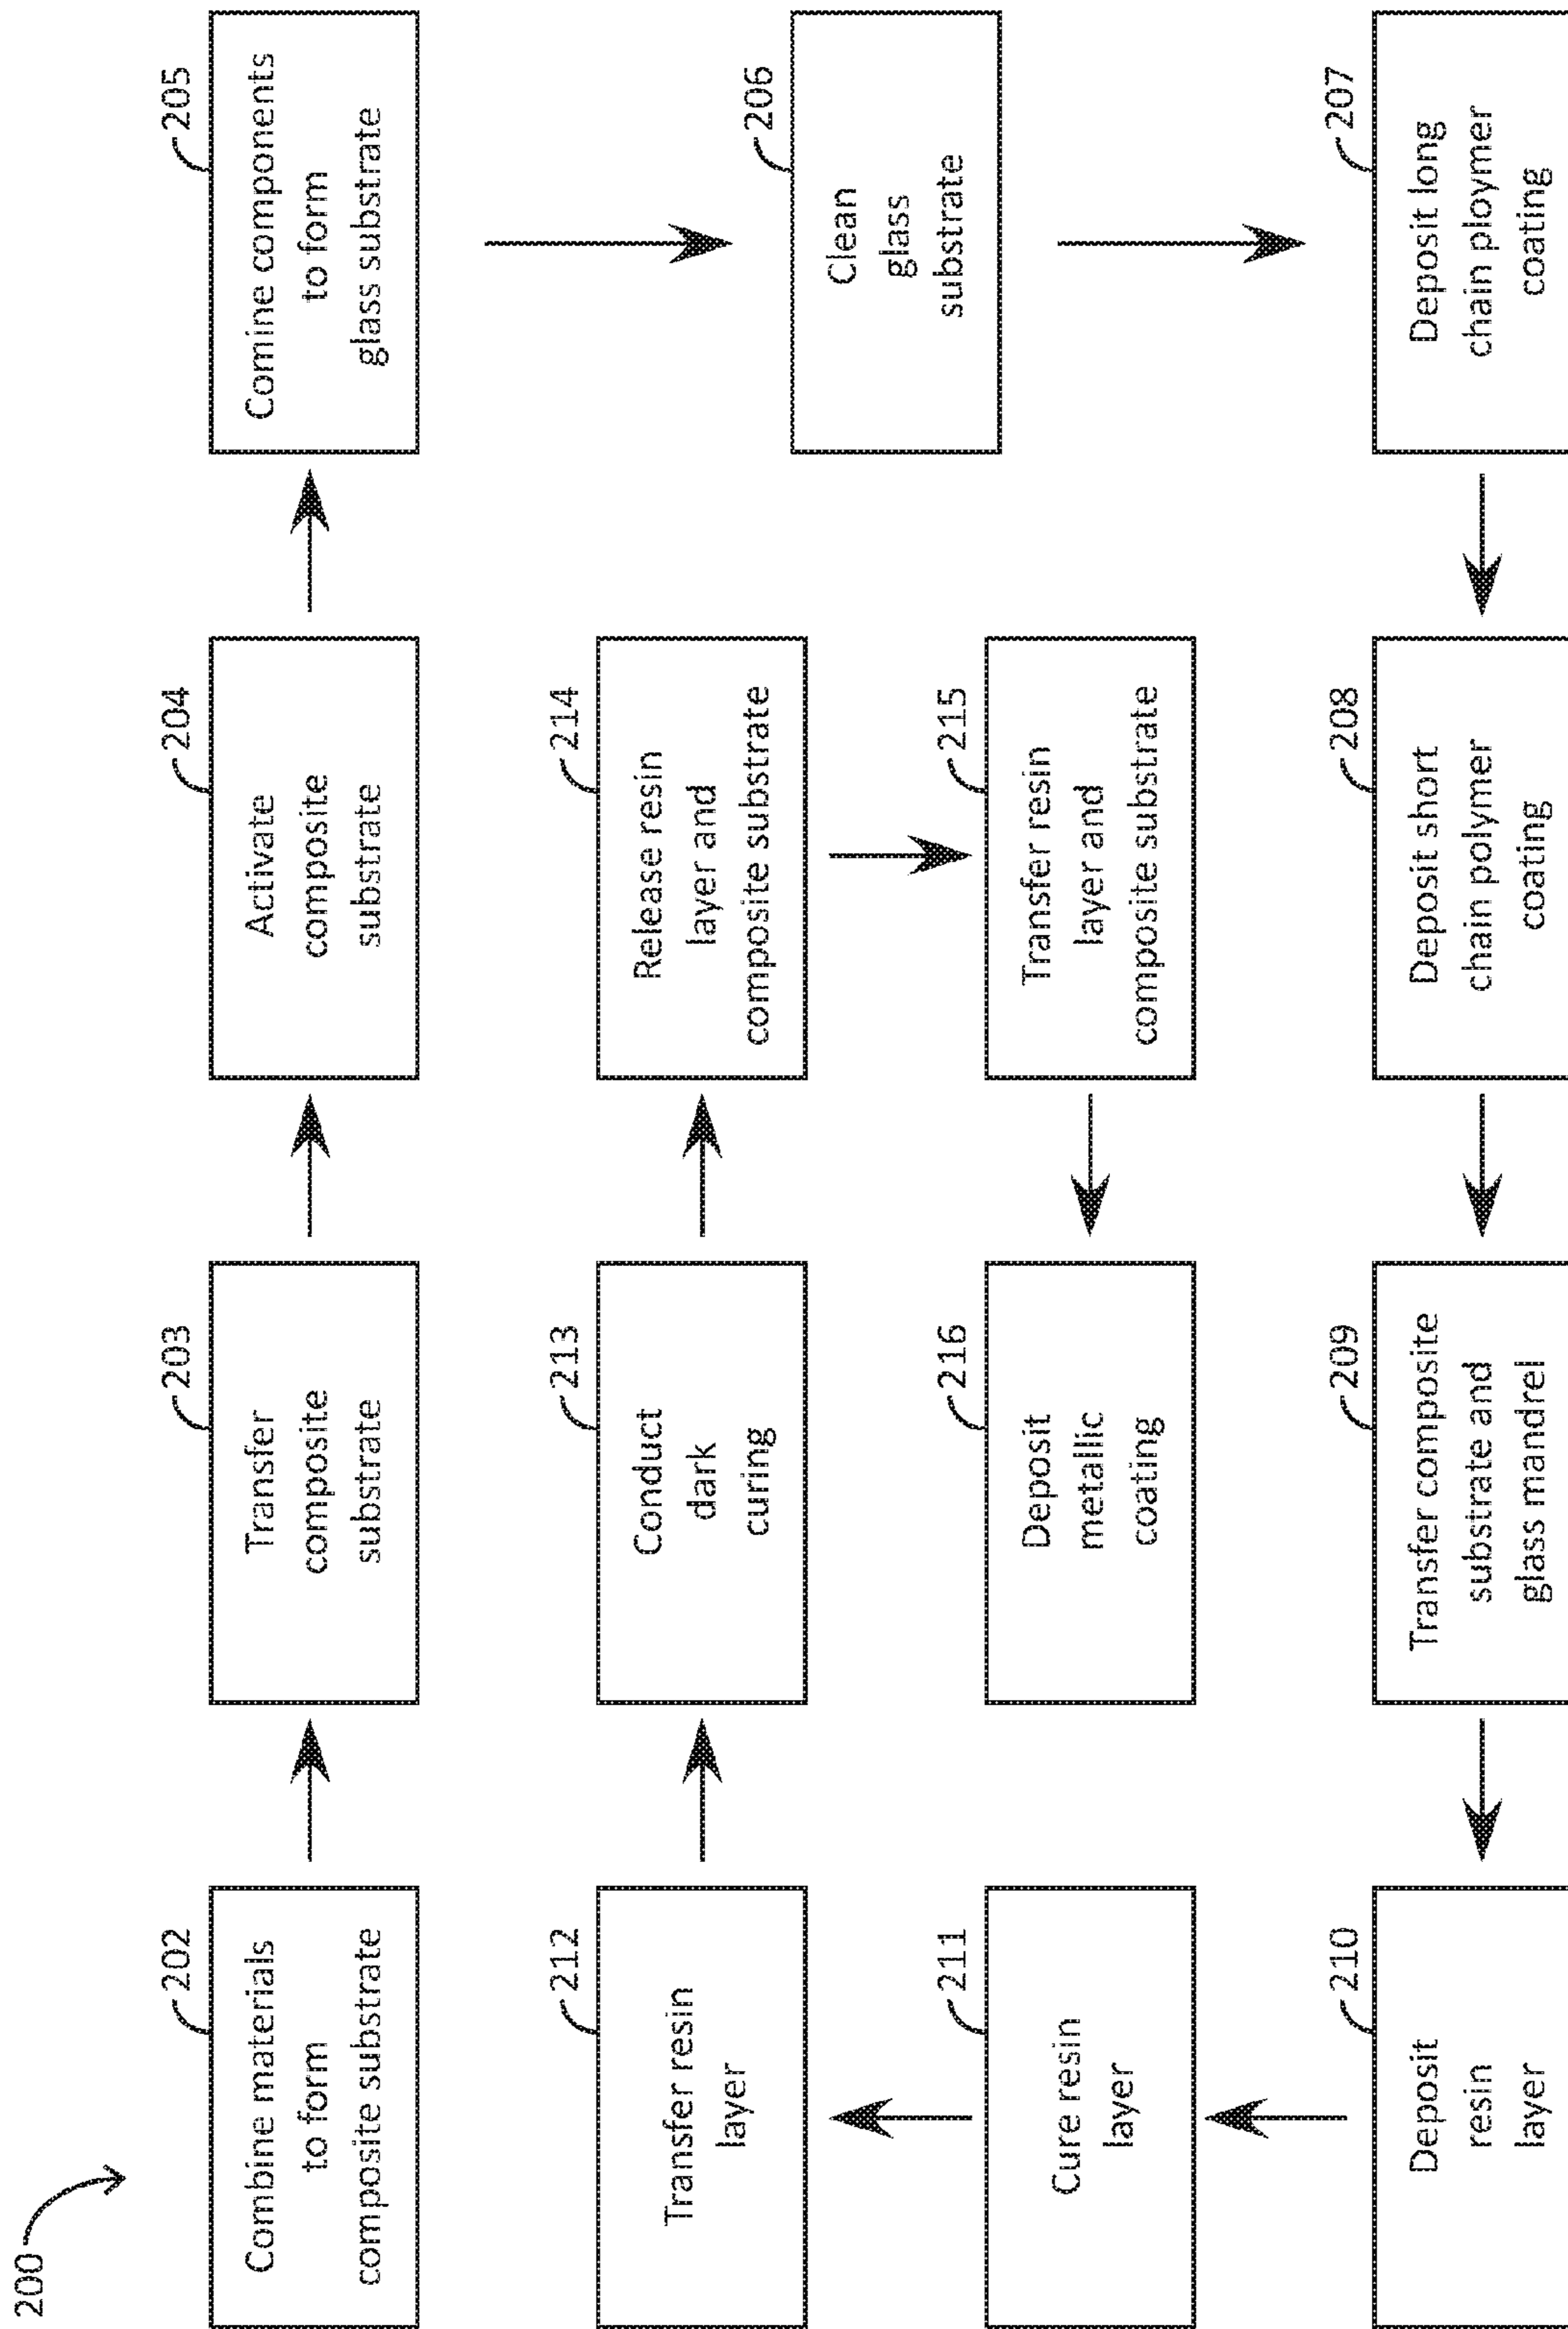 200
202
Combine materials
to form
composite substrate
203
Transfer
composite
substrate
204
Activate
composite
substrate
205
Comine components
to form
glass substrate
206
Clean
glass
substrate
207
Deposit long
chain ploymer
coating
208
Deposit short
chain polymer
coating
209
Transfer composite
substrate and
glass mandrel
210
Deposit
resin
layer
211
Cure resin
layer
212
Transfer resin
layer
213
Conduct
dark
curing
214
Release resin
layer and
composite substrate
215
Transfer resin
layer and
composite substrate
216
Deposit
metallic
coating